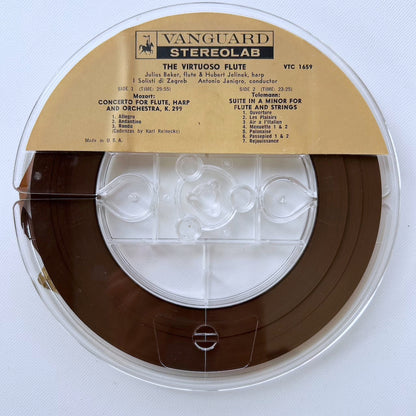 VANGUARD
STEREOLAB
THE VIRTUOSO FLUTE
VTC 1659
Julius Baker, flute & Hubert Jelinek, harp
I Solisti di Zagreb Antonio Janigro, conductor
SIDE 1 (TIME: 29:55)
Mozart:
CONCERTO FOR FLUTE, HARP
AND ORCHESTRA, K. 299
1. Allegro
2. Andantino
3. Rondo
(Cadenzas by Karl Reinecke)
Made in U.S.A.
SIDE 2 (TIME: 23:25)
Telemann:
SUITE IN A MINOR FOR
FLUTE AND STRINGS
1. Ouverture
2. Les Plaisirs
3. Air a l'Italien
4. Menuette 1 & 2
5. Polonaise
6. Passepied 1 & 2
7. Rejouissance